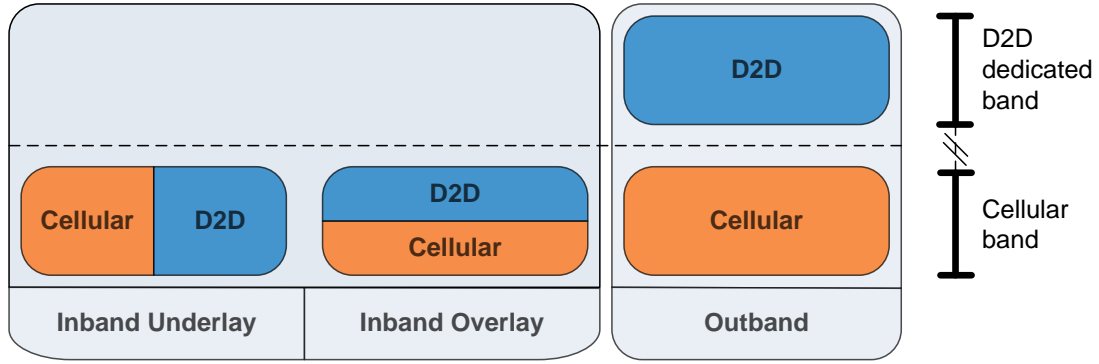 D2D
D2D
dedicated
band
Cellular
D2D
D2D
Cellular
Cellular
Cellular
band
Inband Underlay
Inband Overlay
Outband